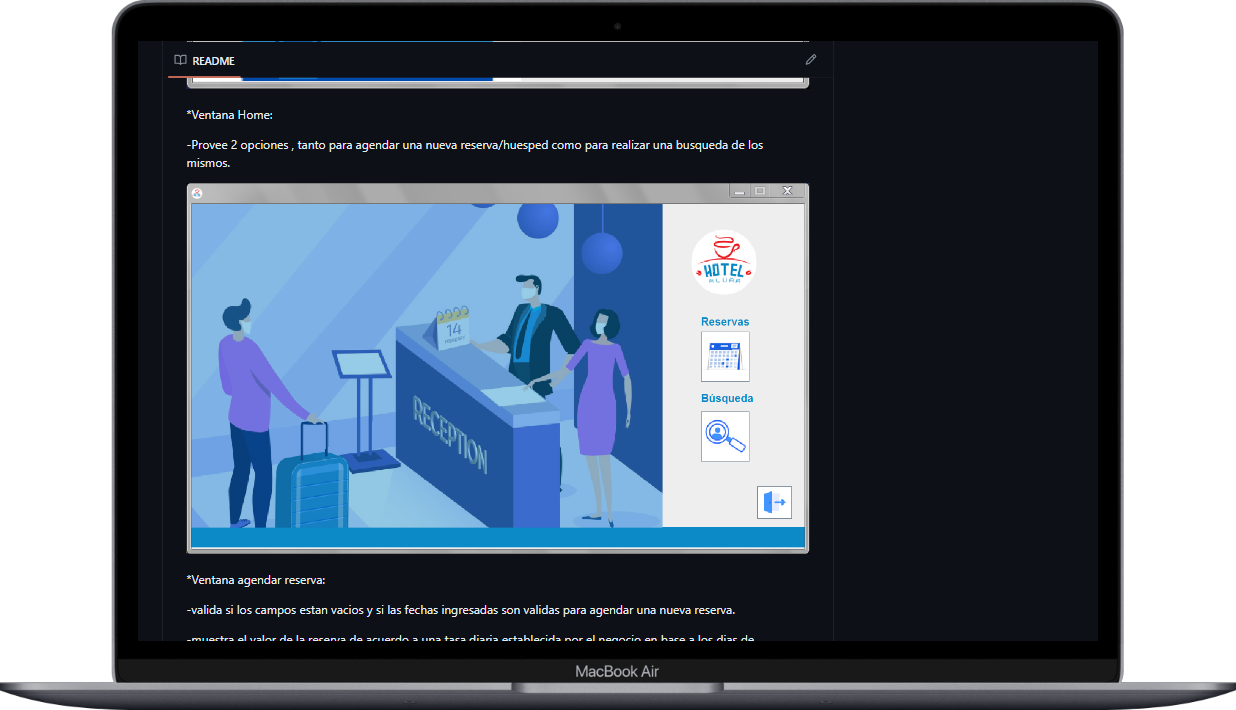 README
*Ventana Home:
-Provee 2 opciones , tanto para agendar una nueva reserva/huesped como para realizar una busqueda de los
mismos.
HOTEL
ALURA
Reservas
14
RECEPTION
Búsqueda
*Ventana agendar reserva:
-valida si los campos estan vacios y si las fechas ingresadas son validas para agendar una nueva reserva.
-muestra el valor de la reserva de acuerdo a una tasa diaria establecida por el negocio en base a los dias de
MacBook Air